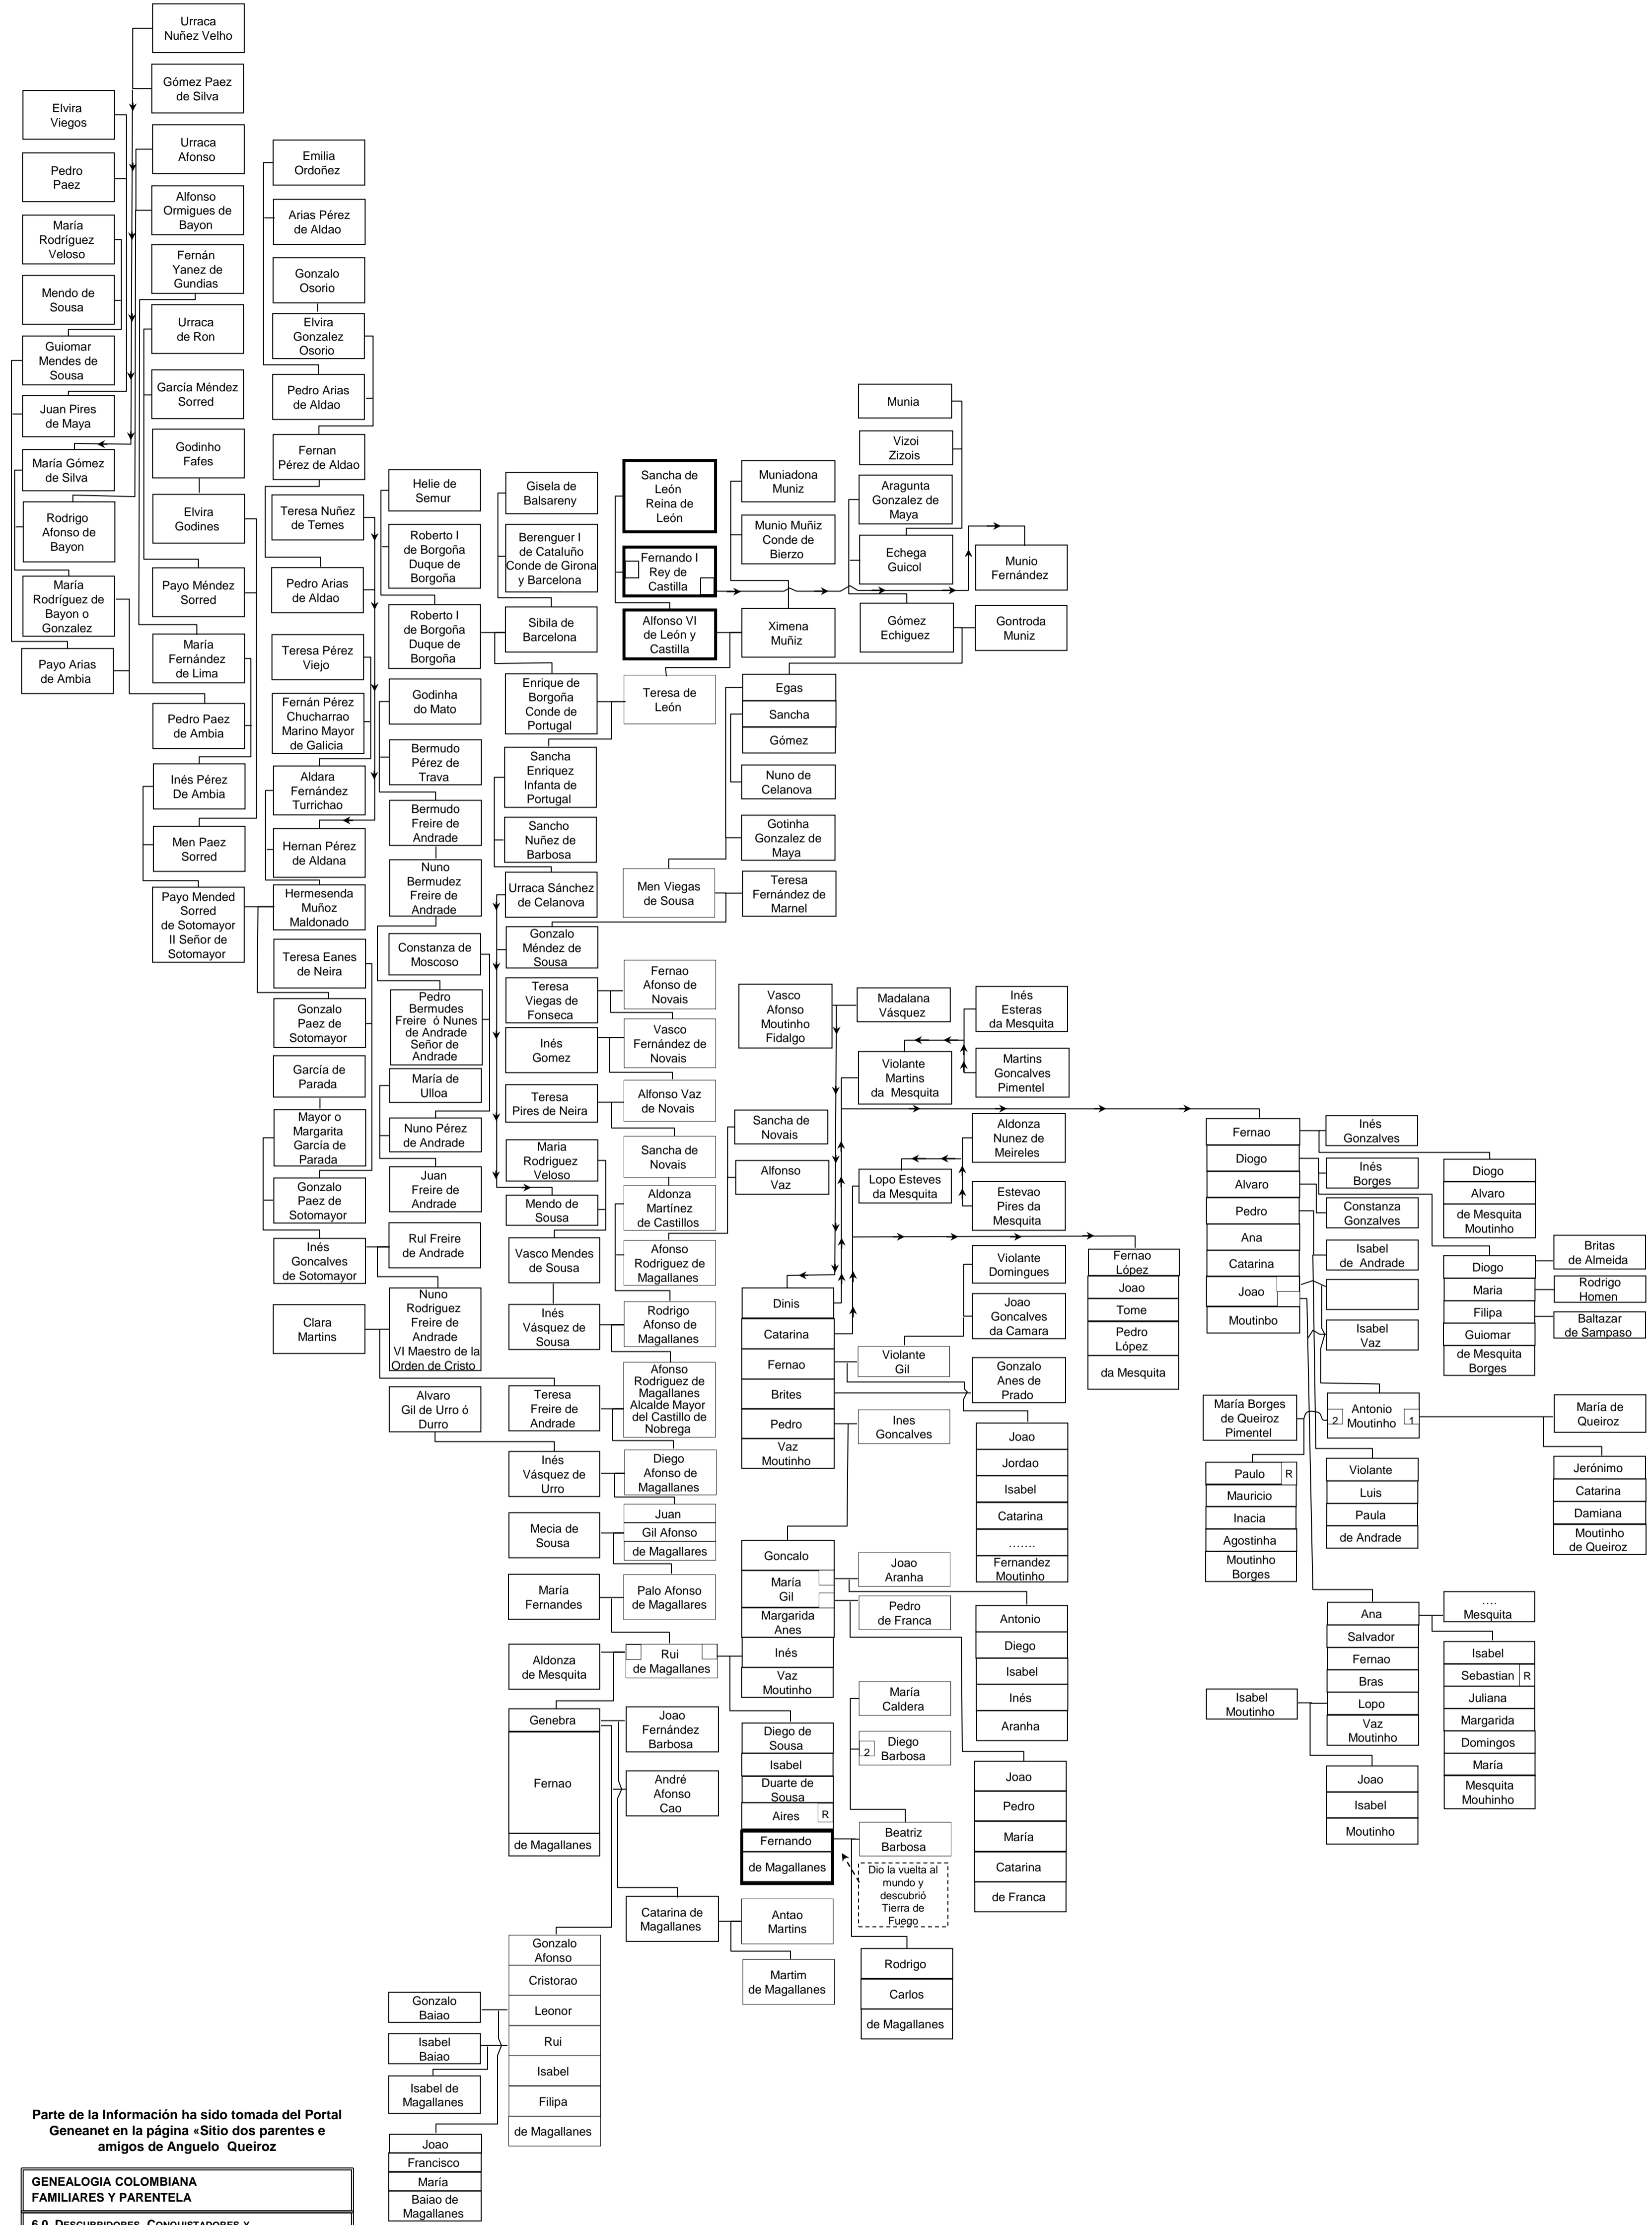 Urraca
Nuñez Velho
Gómez Paez
de Silva
Elvira
Viegos
Urraca
Afonso
Pedro
Paez
Alfonso
Ormigues de
Bayon
María
Rodríguez
Veloso
Fernán
Yanez de
Gundias
Mendo de
Sousa
Urraca
de Ron
Guiomar
Mendes de
Sousa
García Méndez
Sorred
Juan Pires
de Maya
Godinho
Fafes
María Gómez
de Silva
Elvira
Godines
Rodrigo
Afonso de
Bayon
Payo Méndez
Sorred
María
Rodríguez de
Bayon o
Gonzalez
María
Fernández
de Lima
Payo Arias
de Ambia
Pedro Paez
de Ambia
Inés Pérez
De Ambia
Men Paez
Sorred
Payo Mended
Sorred
de Sotomayor
II Señor de
Sotomayor
Emilia
Ordoñez
Arias Pérez
de Aldao
Gonzalo
Osorio
Elvira
Gonzalez
Osorio
Pedro Arias
de Aldao
Fernan
Pérez de Aldao
Teresa Nuñez
de Temes
Pedro Arias
de Aldao
Teresa Pérez
Viejo
Fernán Pérez
Chucharrao
Marino Mayor
de Galicia
Aldara
Fernández
Turrichao
Hernan Pérez
de Aldana
Hermesenda
Muñoz
Maldonado
Teresa Eanes
de Neira
Gonzalo
Paez de
Sotomayor
García de
Parada
Mayor o
Margarita
García de
Parada
Gonzalo
Paez de
Sotomayor
Inés
Goncalves
de Sotomayor
Clara
Martins
Helie de
Semur
Roberto I
de Borgoña
Duque de
Borgoña
Roberto I
de Borgoña
Duque de
Borgoña
Godinha
do Mato
Bermudo
Pérez de
Trava
Bermudo
Freire de
Andrade
Nuno
Bermudez
Freire de
Andrade
Constanza de
Moscoso
Pedro
Bermudes
Freire ó Nunes
de Andrade
Señor de
Andrade
María de
Ulloa
Nuno Pérez
de Andrade
Juan
Freire de
Andrade
Rul Freire
de Andrade
Nuno
Rodriguez
Freire de
Andrade
VI Maestro de la
Orden de Cristo
Alvaro
Gil de Urro ó
Durro
Gisela de
Balsareny
Berenguer I
de Cataluño
Conde de Girona
y Barcelona
Sibila de
Barcelona
Enrique de
Borgoña
Conde de
Portugal
Sancha
Enriquez
Infanta de
Portugal
Sancho
Nuñez de
Barbosa
Urraca Sánchez
de Celanova
Gonzalo
Méndez de
Sousa
Teresa
Viegas de
Fonseca
Inés
Gomez
Teresa
Pires de Neira
Maria
Rodriguez
Veloso
Mendo de
Sousa
Vasco Mendes
de Sousa
Inés
Vásquez de
Sousa
Teresa
Freire de
Andrade
Inés
Vásquez de
Urro
Mecia de
Sousa
María
Fernandes
Aldonza
de Mesquita
Genebra
Fernao
de Magallanes
Sancha de
León
Reina de
León
Fernando I
Rey de
Castilla
Alfonso VI
de León y
Castilla
Teresa de
León
Men Viegas
de Sousa
Fernao
Afonso de
Novais
Vasco
Fernández de
Novais
Alfonso Vaz
de Novais
Sancha de
Novais
Aldonza
Martínez
de Castillos
Afonso
Rodriguez de
Magallanes
Rodrigo
Afonso de
Magallanes
Afonso
Rodriguez de
Magallanes
Alcalde Mayor
del Castillo de
Nobrega
Diego
Afonso de
Magallanes
Juan
Gil Afonso
de Magallares
Palo Afonso
de Magallares
Rui
de Magallanes
Joao
Fernández
Barbosa
André
Afonso
Cao
Catarina de
Magallanes
Muniadona
Muniz
Munio Muñiz
Conde de
Bierzo
Ximena
Muñiz
Egas
Sancha
Gómez
Nuno de
Celanova
Gotinha
Gonzalez de
Maya
Teresa
Fernández de
Marnel
Munia
Vizoi
Zizois
Aragunta
Gonzalez de
Maya
Echega
Guicol
Gómez
Echiguez
Munio
Fernández
Gontroda
Muniz
Vasco
Afonso
Moutinho
Fidalgo
Madalana
Vásquez
Inés
Esteras
da Mesquita
Violante
Martins
da Mesquita
Martins
Goncalves
Pimentel
Sancha de
Novais
Alfonso
Vaz
Aldonza
Nunez de
Meireles
Lopo Esteves
da Mesquita
Estevao
Pires da
Mesquita
Dinis
Catarina
Fernao
Brites
Pedro
Vaz
Moutinho
Violante
Domingues
Joao
Goncalves
da Camara
Violante
Gil
Gonzalo
Anes de
Prado
Ines
Goncalves
Joao
Jordao
Isabel
Catarina
.......
Fernandez
Moutinho
Fernao
López
Joao
Tome
Pedro
López
da Mesquita
Goncalo
María
Gil
Margarida
Anes
Inés
Vaz
Moutinho
Joao
Aranha
Pedro
de Franca
Antonio
Diego
Isabel
Inés
Aranha
María
Caldera
2
Diego
Barbosa
Diego de
Sousa
Isabel
Duarte de
Sousa
Aires
R
Fernando
de Magallanes
Beatriz
Barbosa
Dio la vuelta al
mundo y
descubrió
Tierra de
Fuego
Joao
Pedro
María
Catarina
de Franca
Antao
Martins
Martim
de Magallanes
Rodrigo
Carlos
de Magallanes
Fernao
Diogo
Alvaro
Pedro
Ana
Catarina
Joao
Moutinbo
Inés
Gonzalves
Inés
Borges
Constanza
Gonzalves
Isabel
de Andrade
Isabel
Vaz
Diogo
Alvaro
de Mesquita
Moutinho
Diogo
Maria
Filipa
Guiomar
de Mesquita
Borges
Britas
de Almeida
Rodrigo
Homen
Baltazar
de Sampaso
María Borges
de Queiroz
Pimentel
2
Antonio
Moutinho
1
María de
Queiroz
Paulo
R
Mauricio
Inacia
Agostinha
Moutinho
Borges
Violante
Luis
Paula
de Andrade
Jerónimo
Catarina
Damiana
Moutinho
de Queiroz
Ana
Salvador
Fernao
Bras
Lopo
Vaz
Moutinho
....
Mesquita
Isabel
Sebastian
R
Juliana
Margarida
Domingos
María
Mesquita
Mouhinho
Isabel
Moutinho
Joao
Isabel
Moutinho
Gonzalo
Afonso
Cristorao
Leonor
Rui
Isabel
Filipa
de Magallanes
Gonzalo
Baiao
Isabel
Baiao
Isabel de
Magallanes
Joao
Francisco
María
Baiao de
Magallanes
Parte de la Información ha sido tomada del Portal
Geneanet en la página «Sitio dos parentes e
amigos de Anguelo Queiroz
GENEALOGIA COLOMBIANA
FAMILIARES Y PARENTELA
6.0 DESCUBRIDORES, CONQUISTADORES Y